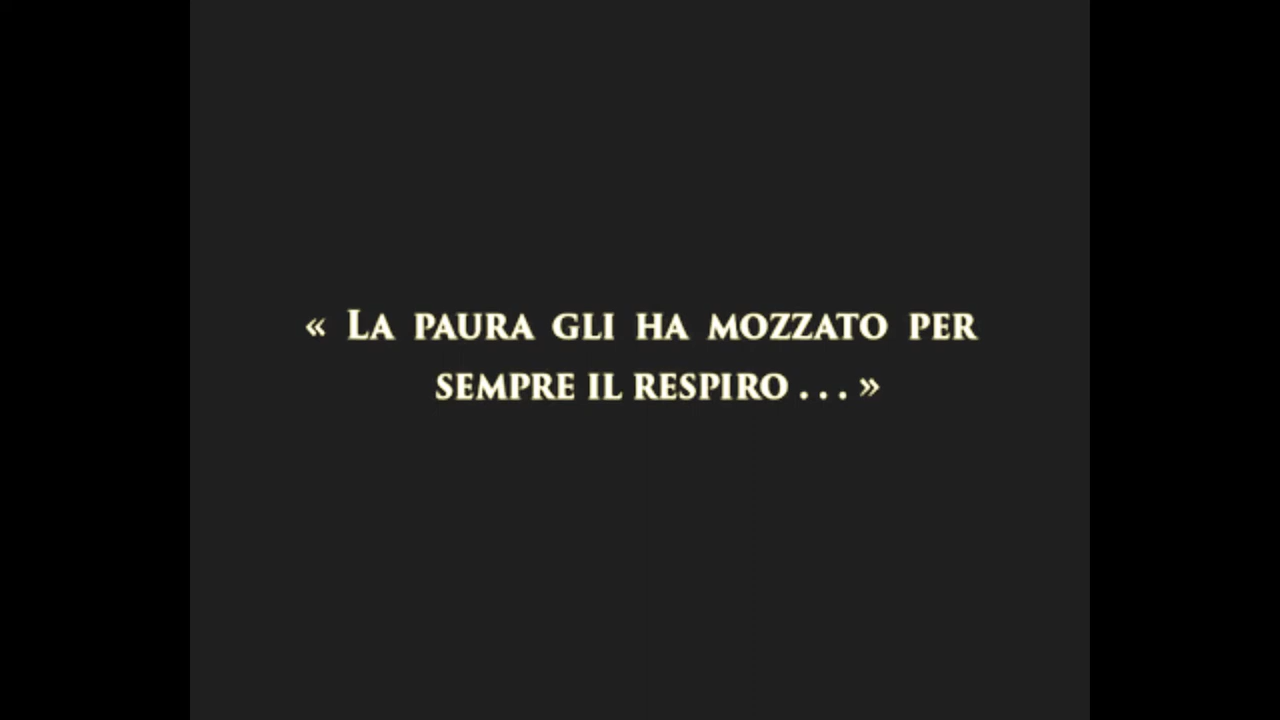 « La paura gli ha mozzato per
sempre il respiro . . . »